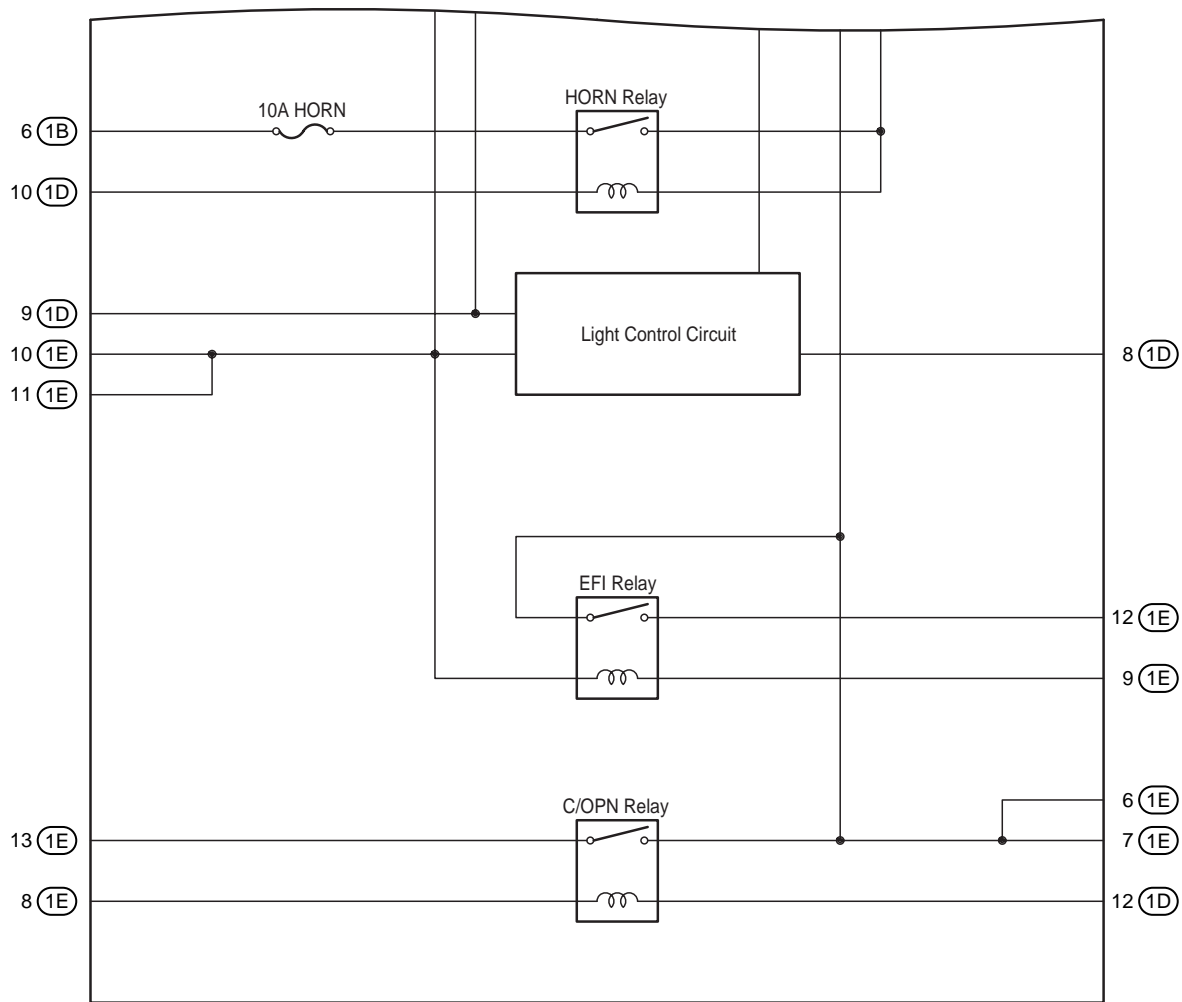 HORN Relay
10A HORN
6 1B
10 1D
9 1D
Light Control Circuit
10 1E
8 1D
11 1E
EFI Relay
12 1E
9 1E
6 1E
C/OPN Relay
13 1E
7 1E
8 1E
12 1D